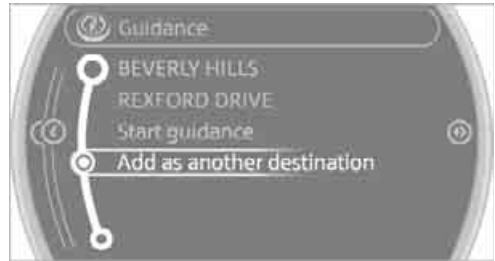 Guidance
BEVERLY HILLS
REXFORD DRIVE
Start guidance
Add as another destination